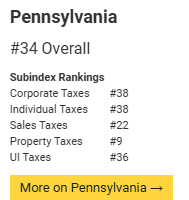 Pennsylvania
#34 Overall
Subindex Rankings
Corporate Taxes #38
Individual Taxes #38
Sales Taxes #22
Property Taxes #9
UI Taxes #36
More on Pennsylvania →